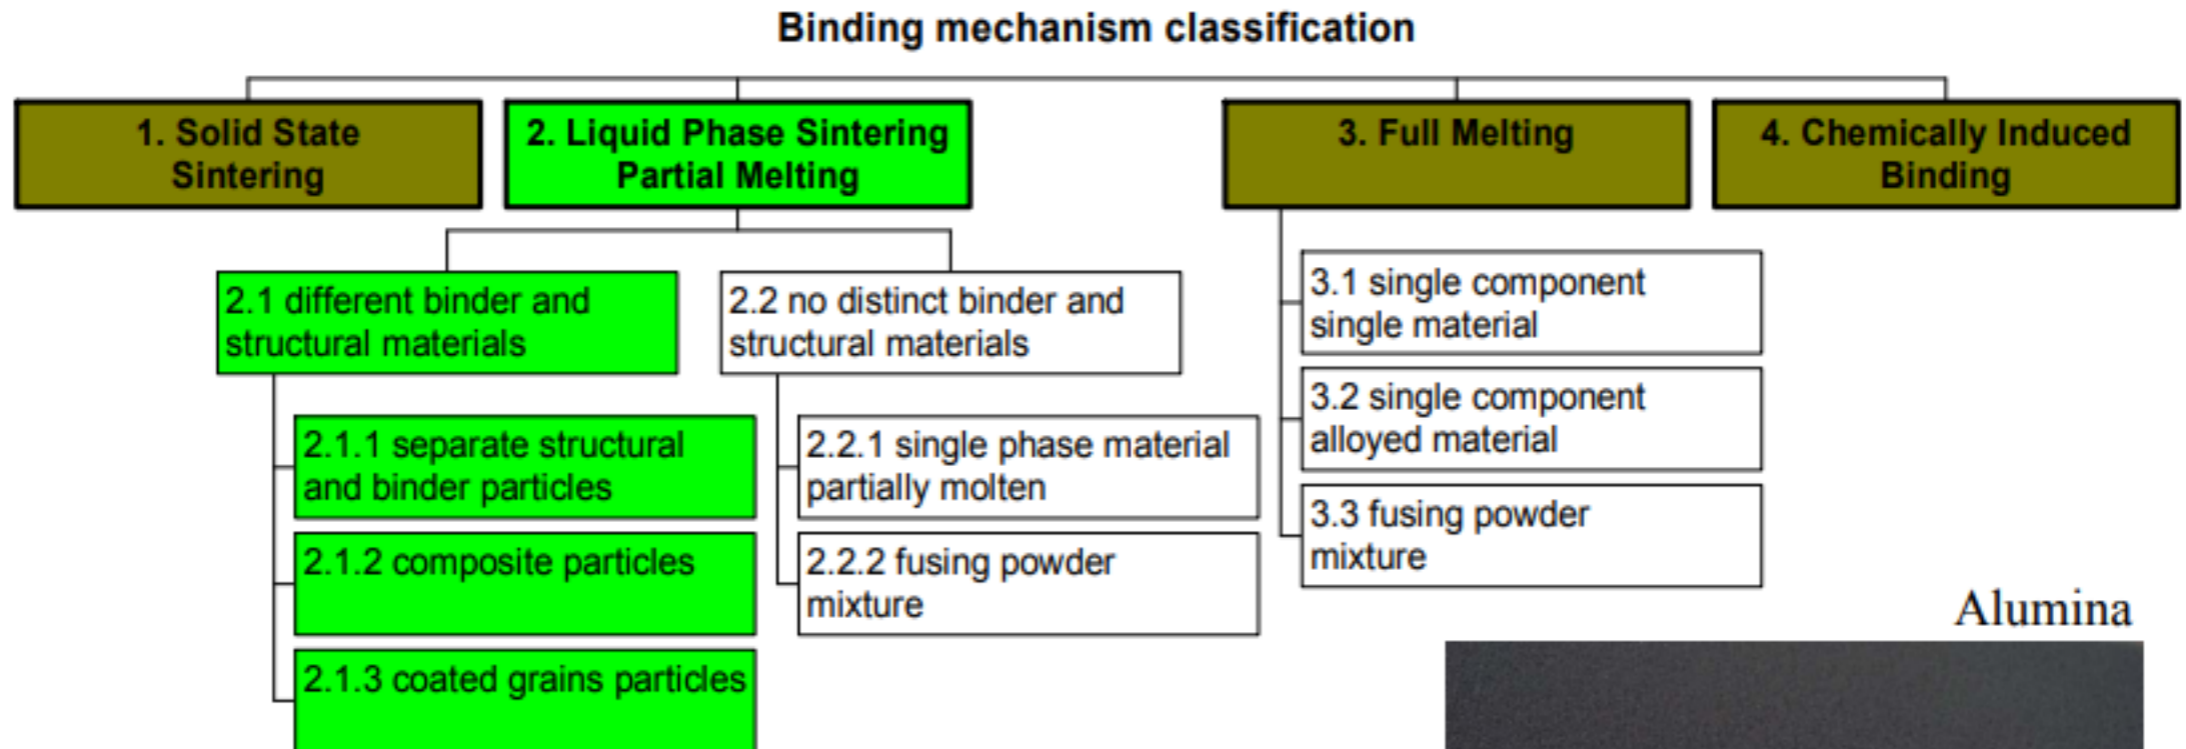 Binding mechanism classification
1. Solid State
Sintering
2. Liquid Phase Sintering
Partial Melting
3. Full Melting
4. Chemically Induced
Binding
2.1 different binder and
structural materials
2.1.1 separate structural
and binder particles
2.1.2 composite particles
2.1.3 coated grains particles
2.2 no distinct binder and
structural materials
2.2.1 single phase material
partially molten
2.2.2 fusing powder
mixture
3.1 single component
single material
3.2 single component
alloyed material
3.3 fusing powder
mixture
Alumina